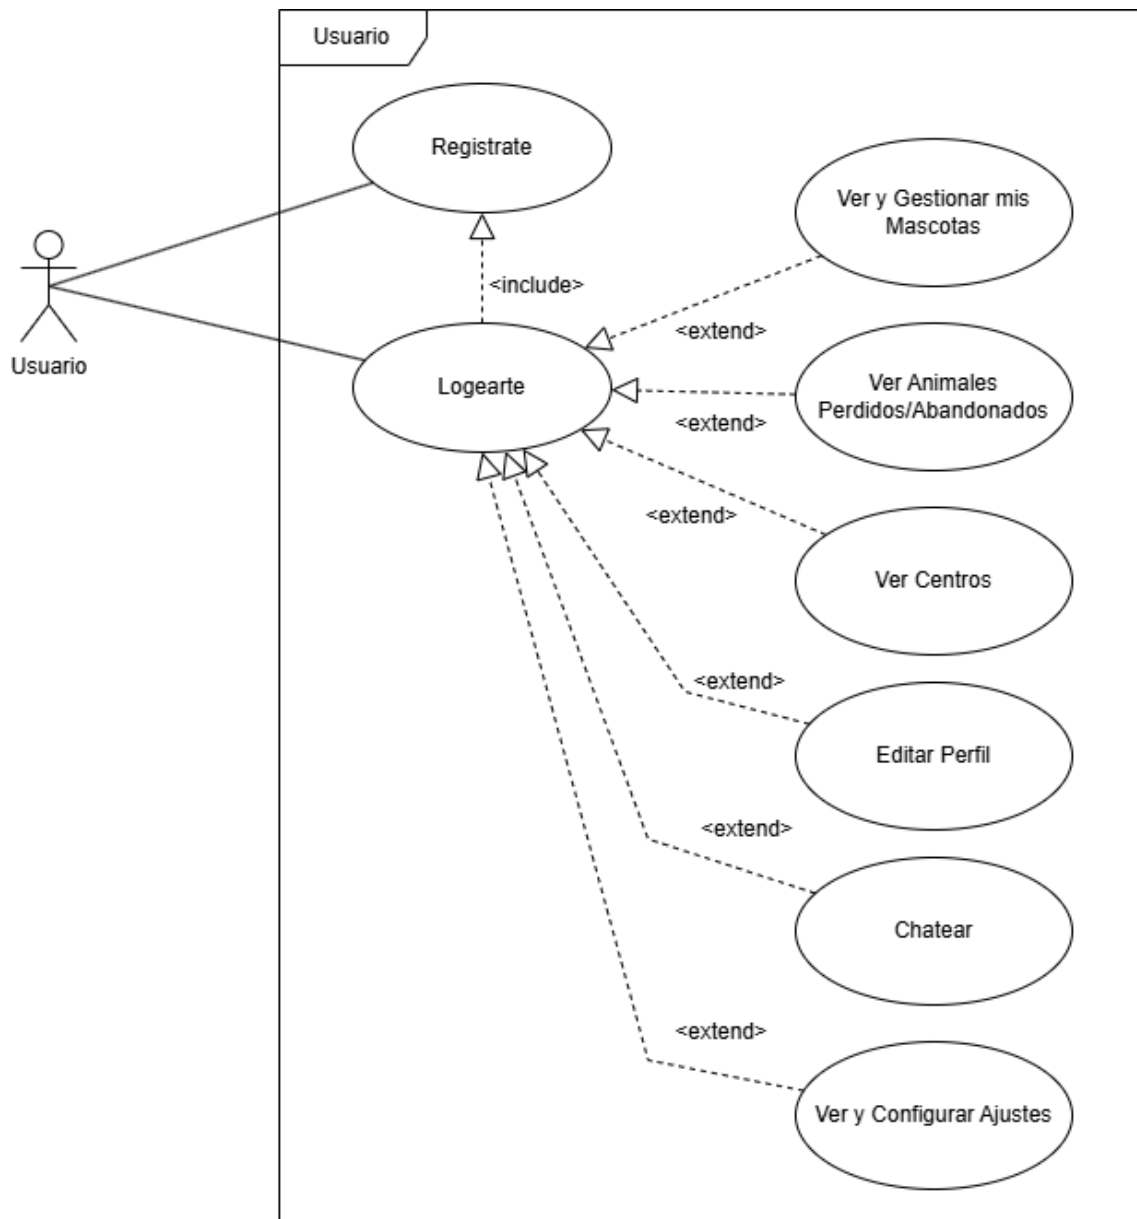 Usuario
Registrate
Ver y Gestionar mis
Mascotas
<include>
<extend>
Usuario
Logearte
Ver Animales
Perdidos/Abandonados
<extend>
<extend>
Ver Centros
<extend>
Editar Perfil
<extend>
Chatear
<extend>
Ver y Configurar Ajustes